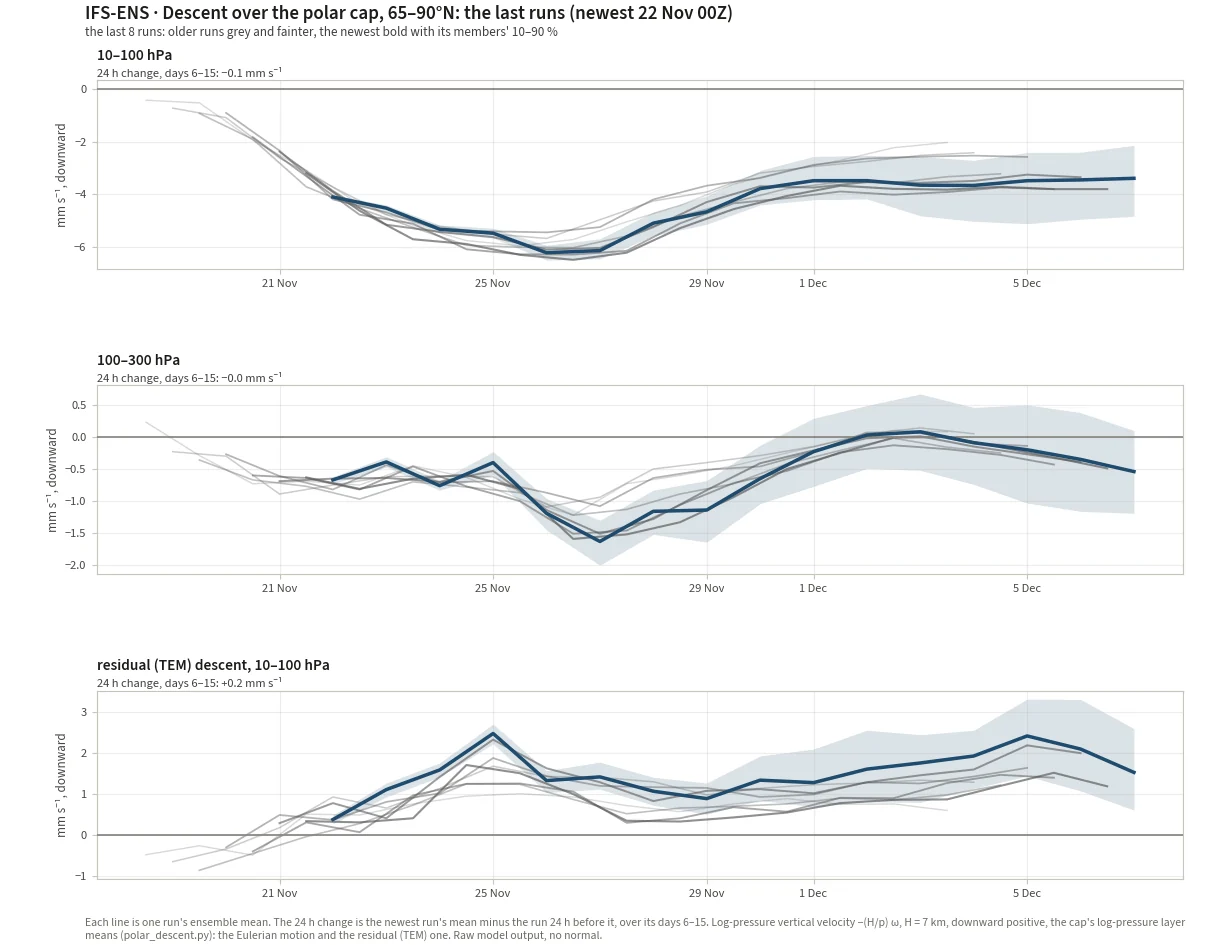 IFS-ENS · Descent over the polar cap, 65–90°N: the last runs (newest 22 Nov 00Z)
the last 8 runs: older runs grey and fainter, the newest bold with its members' 10–90 %
10–100 hPa
24 h change, days 6–15: −0.1 mm s⁻¹
0
−2
−4
−6
mm s⁻¹, downward
21 Nov
25 Nov
29 Nov
1 Dec
5 Dec
100–300 hPa
24 h change, days 6–15: −0.0 mm s⁻¹
0.5
0.0
−0.5
−1.0
−1.5
−2.0
mm s⁻¹, downward
21 Nov
25 Nov
29 Nov
1 Dec
5 Dec
residual (TEM) descent, 10–100 hPa
24 h change, days 6–15: +0.2 mm s⁻¹
3
2
1
0
−1
mm s⁻¹, downward
21 Nov
25 Nov
29 Nov
1 Dec
5 Dec
Each line is one run's ensemble mean. The 24 h change is the newest run's mean minus the run 24 h before it, over its days 6–15. Log-pressure vertical velocity −(H/p) ω, H = 7 km, downward positive, the cap's log-pressure layer
means (polar_descent.py): the Eulerian motion and the residual (TEM) one. Raw model output, no normal.